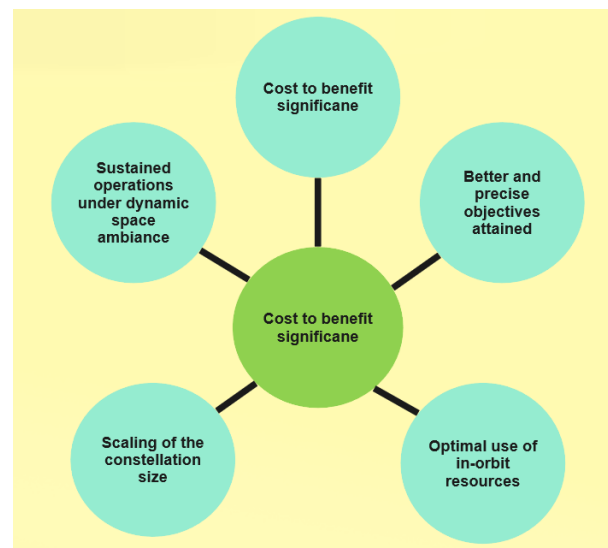 Cost to benefit
significane
Sustained
operations
under dynamic
space
ambiance
Better and
precise
objectives
attained
Cost to benefit
significane
Scaling of the
constellation
size
Optimal use of
in-orbit
resources